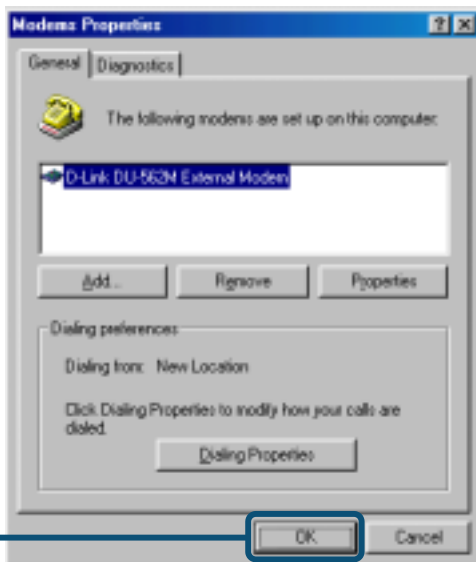 Modems Properties
General
Diagnostics
The following modems are set up on this computer:
D-Link DU-562M External Modem
Add...
Remove
Properties
Dialing preferences
Dialing from: New Location
Click Dialing Properties to modify how your calls are
dialed.
Dialing Properties
OK
Cancel